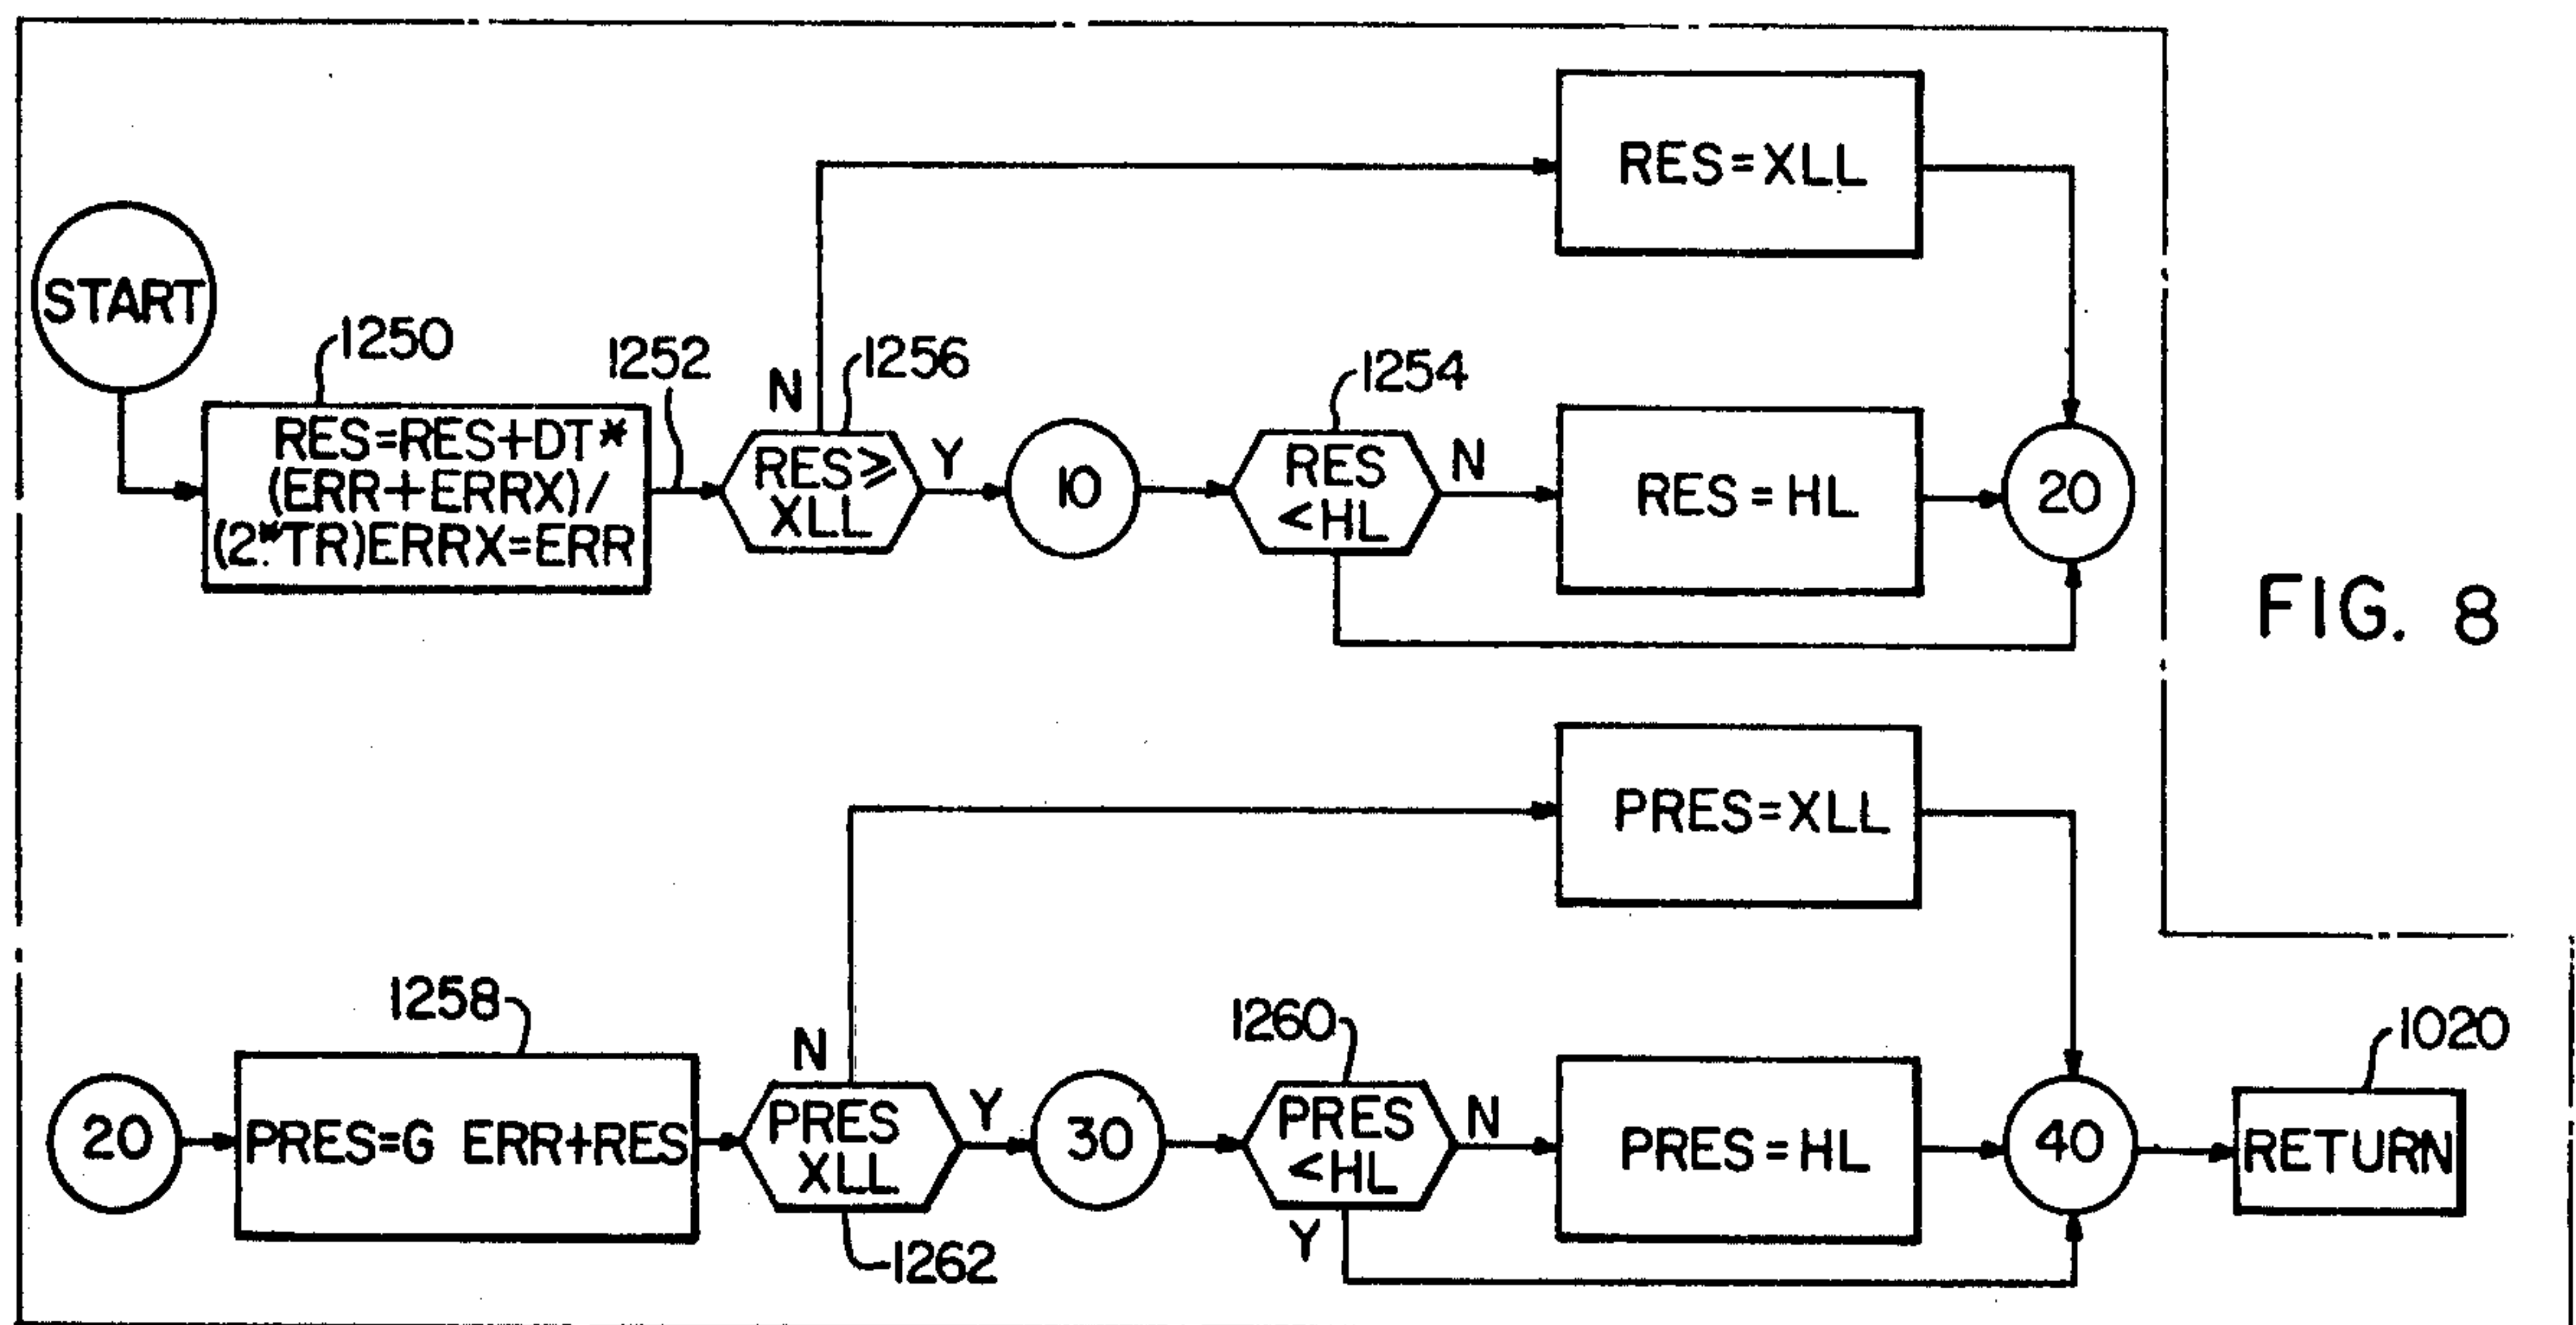 RES=XLL
START
1250
1252
1256
1254
N
RES=RES+DT*
(ERR+ERRX)/
(2.*TR)ERRX=ERR
RES≥
XLL
Y
10
RES
<HL
N
RES=HL
20
FIG. 8
PRES=XLL
1258
N
1260
1020
20
PRES=G ERR+RES
PRES
XLL
Y
30
PRES
<HL
N
PRES=HL
40
RETURN
Y
1262